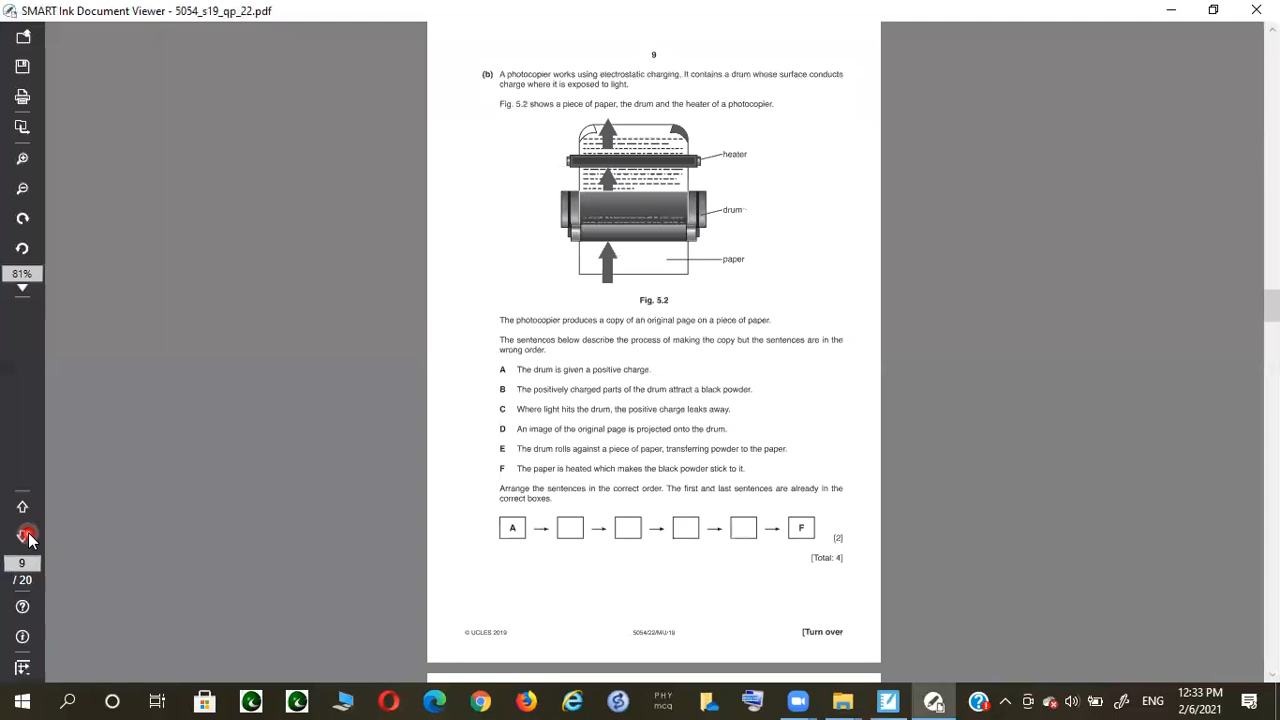 SMART Ink Document Viewer - 5054_s19_qp_22.pdf
9
(b) A photocopier works using electrostatic charging. It contains a drum whose surface conducts
charge where it is exposed to light.
Fig. 5.2 shows a piece of paper, the drum and the heater of a photocopier.
heater
drum
paper
Fig. 5.2
The photocopier produces a copy of an original page on a piece of paper.
The sentences below describe the process of making the copy but the sentences are in the
wrong order.
A The drum is given a positive charge.
B The positively charged parts of the drum attract a black powder.
C Where light hits the drum, the positive charge leaks away.
D An image of the original page is projected onto the drum.
E The drum rolls against a piece of paper, transferring powder to the paper.
F The paper is heated which makes the black powder stick to it.
Arrange the sentences in the correct order. The first and last sentences are already in the
correct boxes.
A F
[2]
[Total: 4]
© UCLES 2019 5054/22/M/J/19 [Turn over
81%
9
/ 20
PHY
mcq
ENG
12:33 PM
2/6/2021